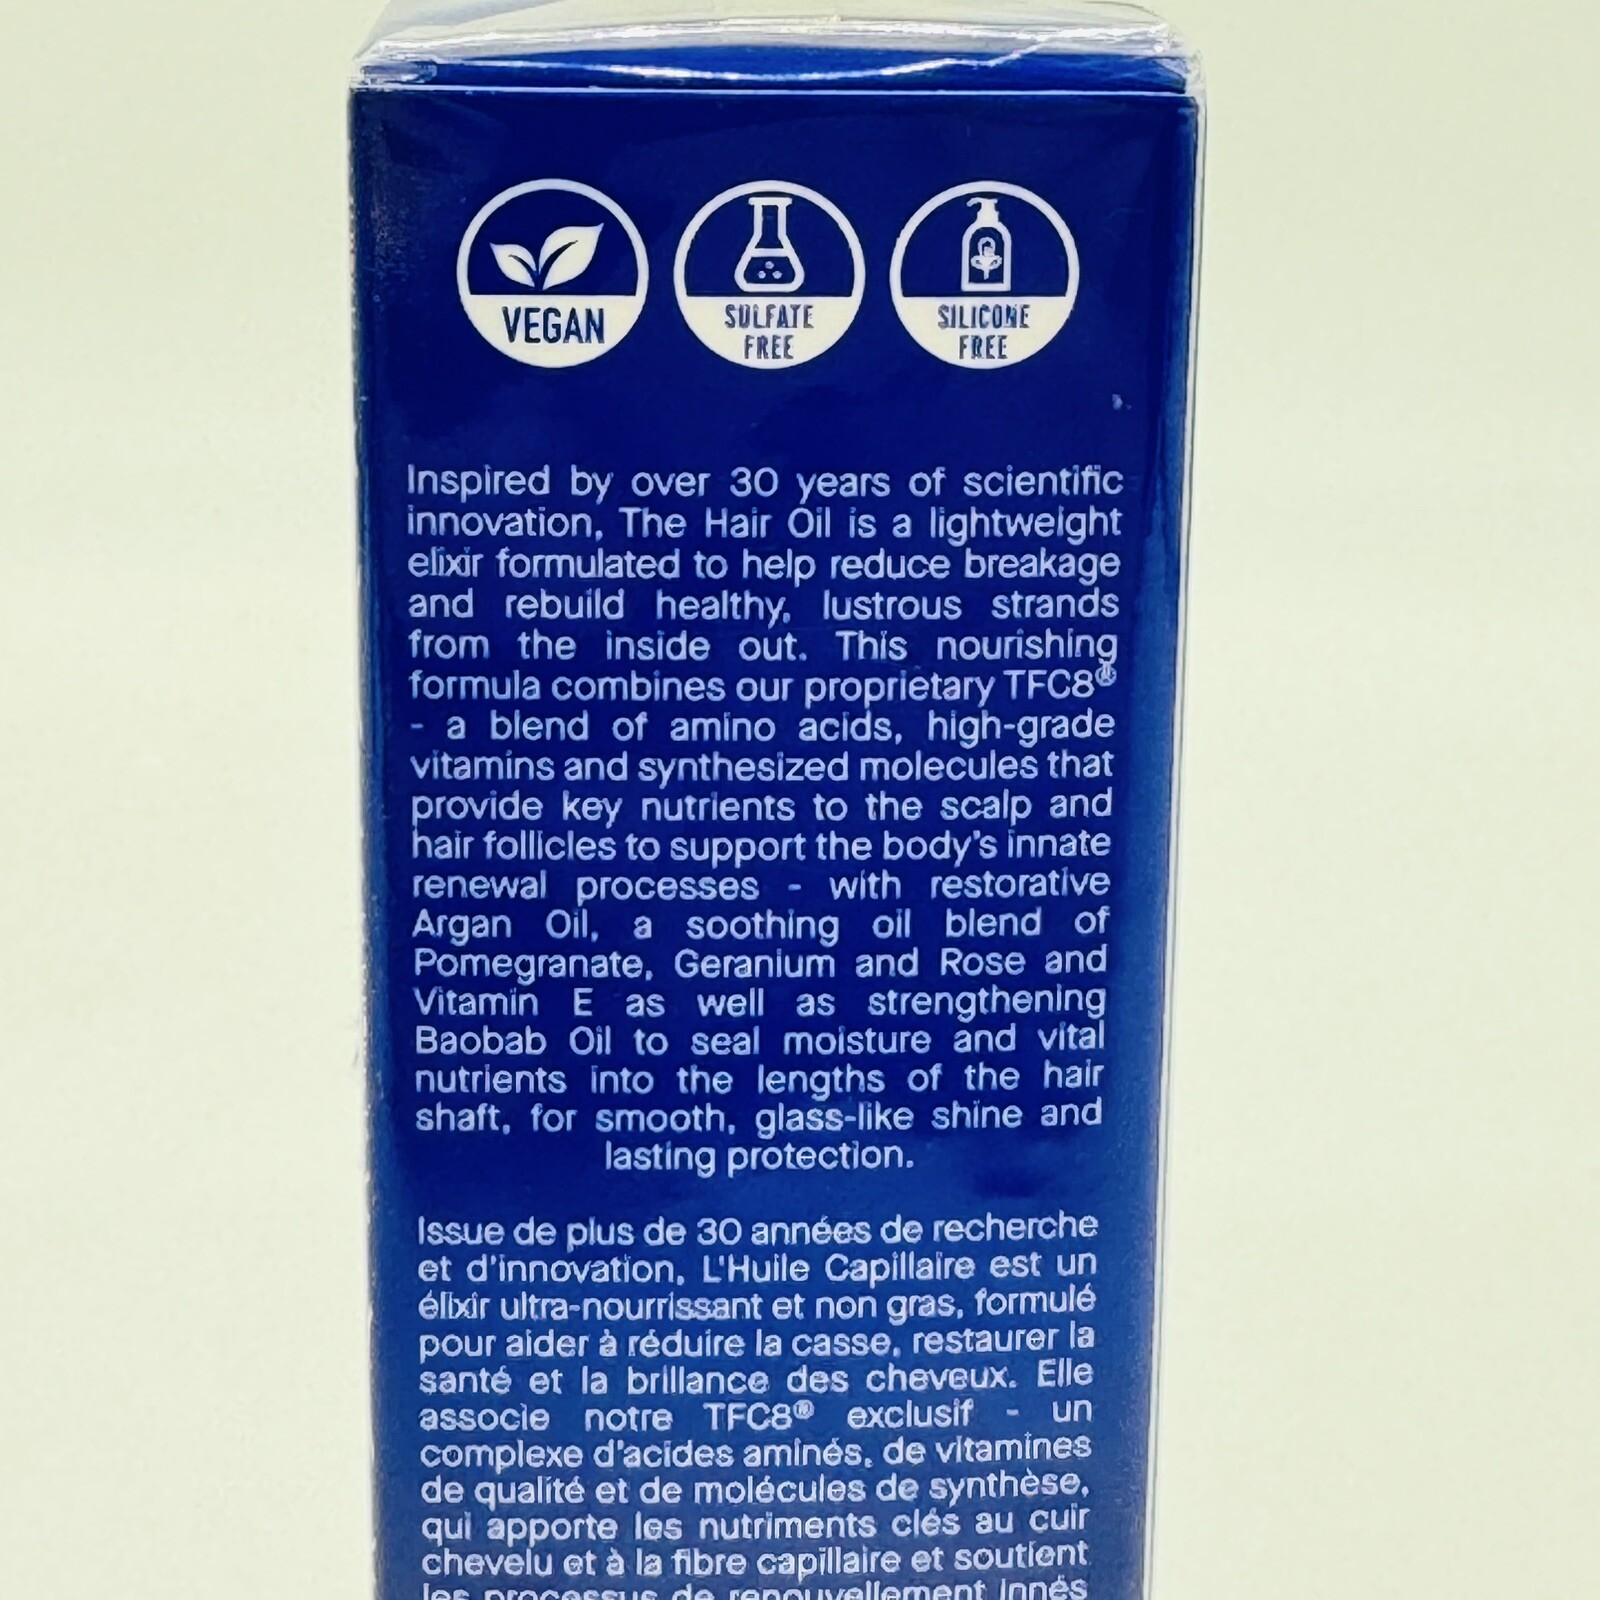 VEGAN
SULFATE
FREE
SILICONE
FREE
Inspired by over 30 years of scientific
innovation, The Hair Oil is a lightweight
elixir formulated to help reduce breakage
and rebuild healthy, lustrous strands
from the inside out. This nourishing
formula combines our proprietary TFC8®
- a blend of amino acids, high-grade
vitamins and synthesized molecules that
provide key nutrients to the scalp and
hair follicles to support the body's innate
renewal processes - with restorative
Argan Oil, a soothing oil blend of
Pomegranate, Geranium and Rose and
Vitamin E as well as strengthening
Baobab Oil to seal moisture and vital
nutrients into the lengths of the hair
shaft, for smooth, glass-like shine and
lasting protection.
Issue de plus de 30 années de recherche
et d'innovation, L'Huile Capillaire est un
élixir ultra-nourrissant et non gras, formulé
pour aider à réduire la casse, restaurer la
santé et la brillance des cheveux. Elle
associe notre TFC8® exclusif - un
complexe d'acides aminés, de vitamines
de qualité et de molécules de synthèse,
qui apporte les nutriments clés au cuir
chevelu et à la fibre capillaire et soutient
les processus de renouvellement innés